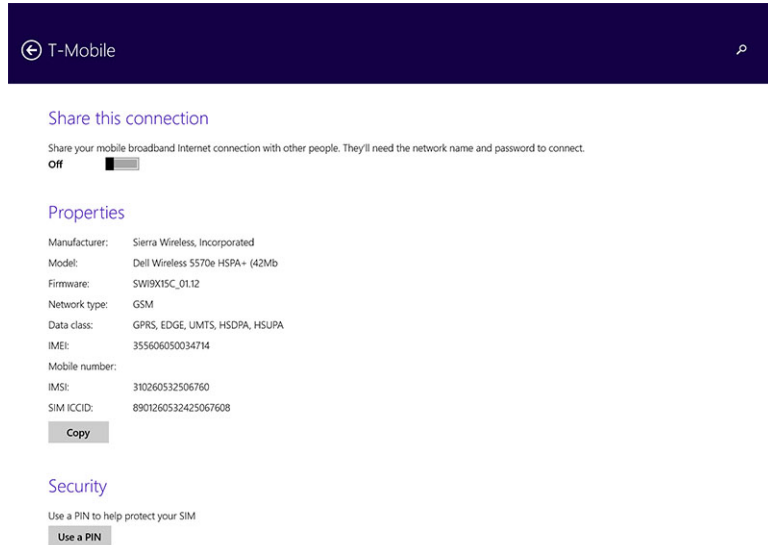 T-Mobile
Share this connection
Share your mobile broadband Internet connection with other people. They'll need the network name and password to connect.
Off
Properties
Manufacturer: Sierra Wireless, Incorporated
Model: Dell Wireless 5570e HSPA+ (42Mb
Firmware: SWI9X15C_01.12
Network type: GSM
Data class: GPRS, EDGE, UMTS, HSDPA, HSUPA
IMEI: 355606050034714
Mobile number:
IMSI: 310260532506760
SIM ICCID: 8901260532425067608
Copy
Security
Use a PIN to help protect your SIM
Use a PIN